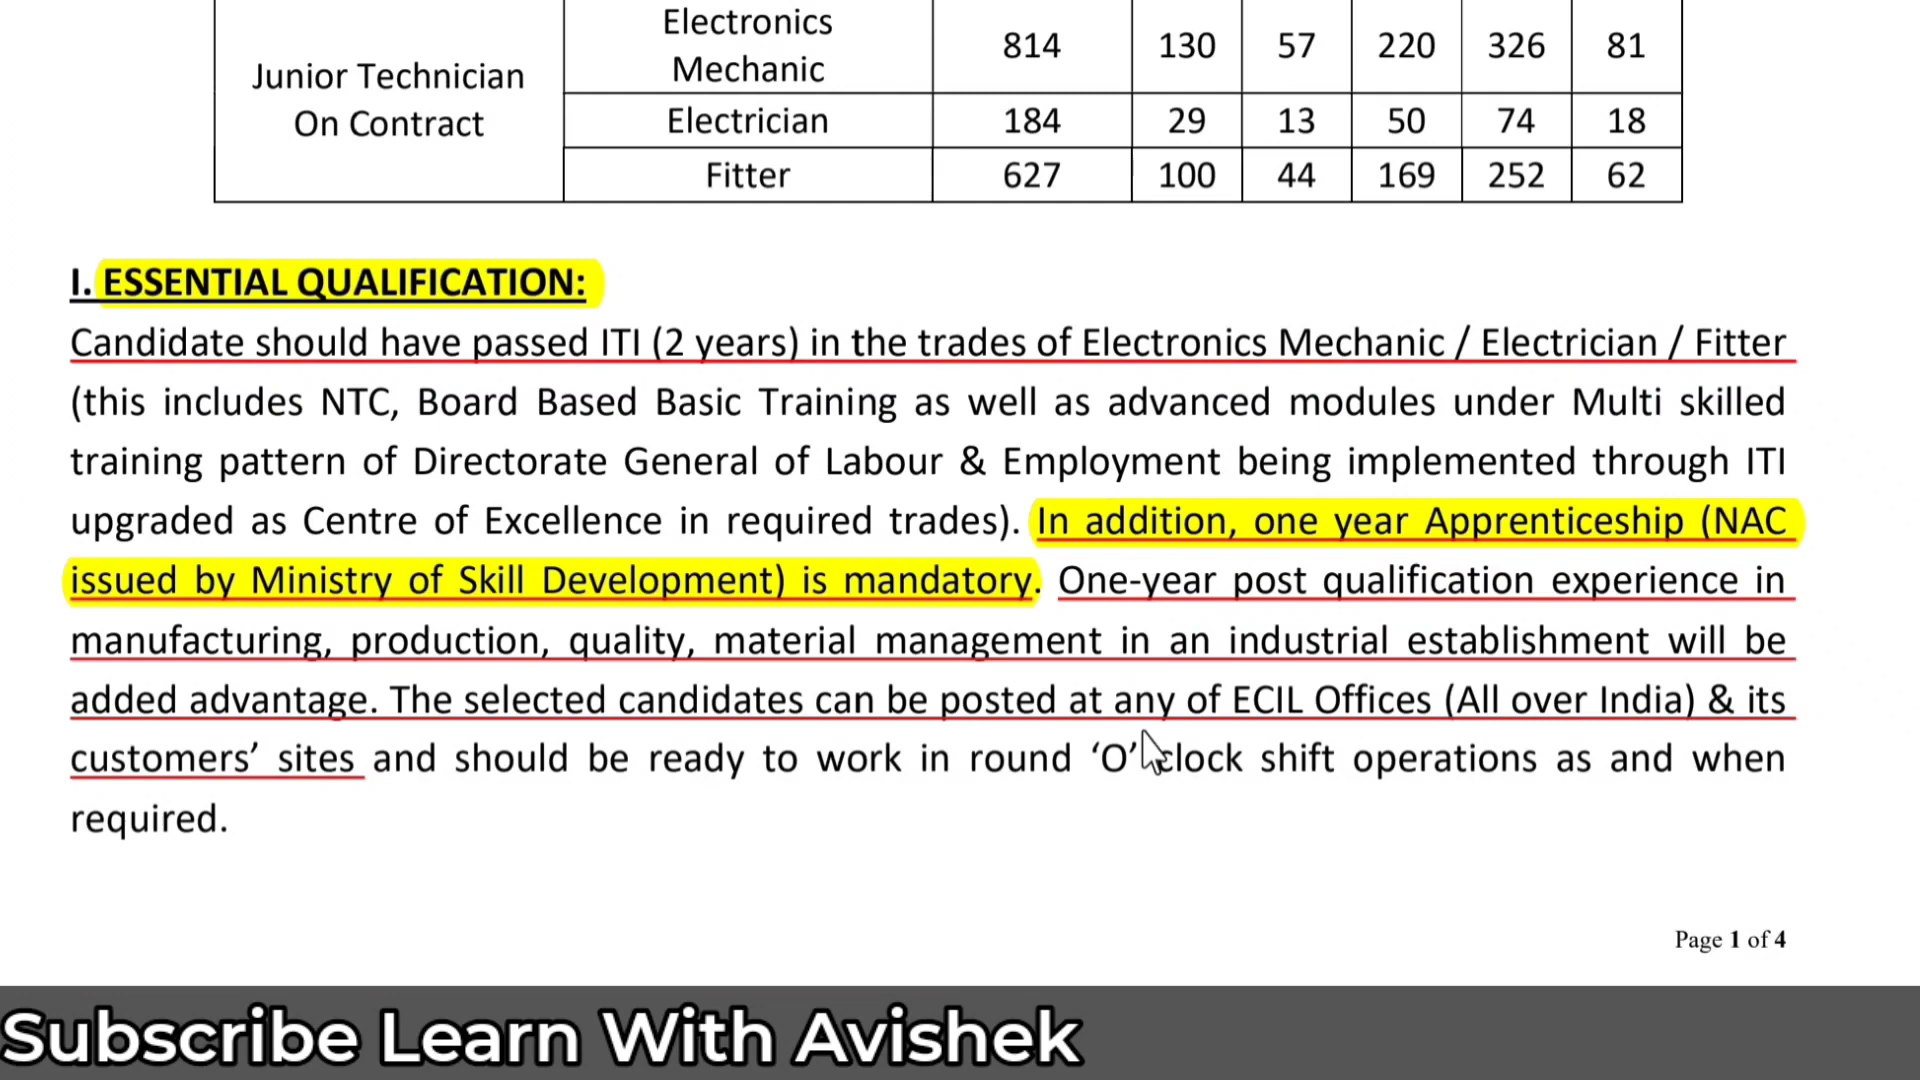 Electronics
Mechanic 814 130 57 220 326 81
Junior Technician
On Contract
Electrician 184 29 13 50 74 18
Fitter 627 100 44 169 252 62
I. ESSENTIAL QUALIFICATION:
Candidate should have passed ITI (2 years) in the trades of Electronics Mechanic / Electrician / Fitter
(this includes NTC, Board Based Basic Training as well as advanced modules under Multi skilled
training pattern of Directorate General of Labour & Employment being implemented through ITI
upgraded as Centre of Excellence in required trades). In addition, one year Apprenticeship (NAC
issued by Ministry of Skill Development) is mandatory. One-year post qualification experience in
manufacturing, production, quality, material management in an industrial establishment will be
added advantage. The selected candidates can be posted at any of ECIL Offices (All over India) & its
customers’ sites and should be ready to work in round ‘O’ clock shift operations as and when
required.
Page 1 of 4
Subscribe Learn With Avishek